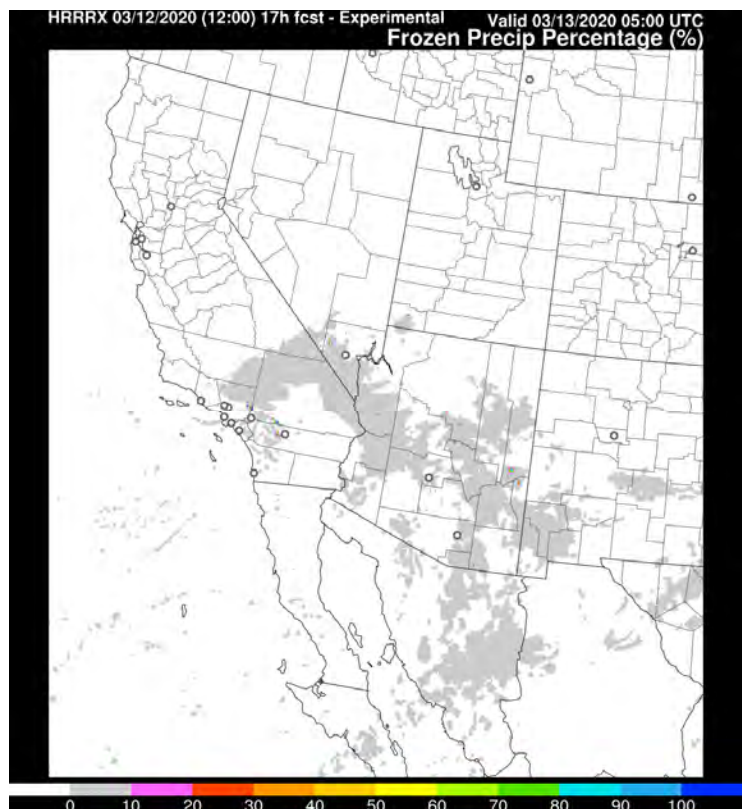 HRRRX 03/12/2020 (12:00) 17h fcst - Experimental Valid 03/13/2020 05:00 UTC
Frozen Precip Percentage (%)
0 10 20 30 40 50 60 70 80 90 100